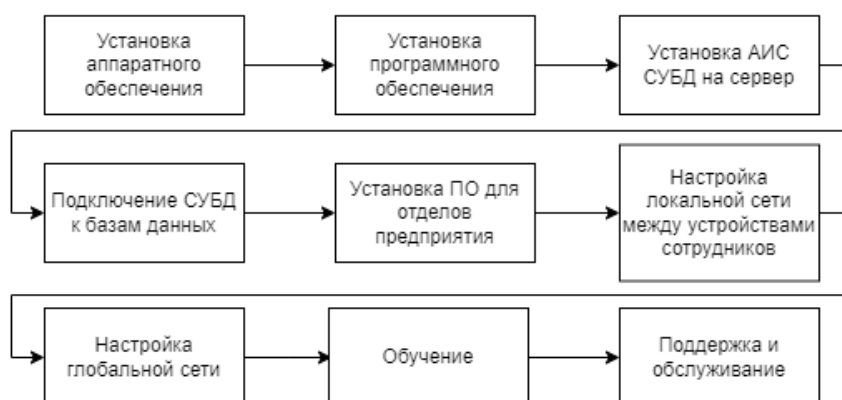 Установка
аппаратного
обеспечения
Установка
программного
обеспечения
Установка АИС
СУБД на сервер
Подключение СУБД
к базам данных
Установка ПО для
отделов
предприятия
Настройка
локальной сети
между устройствами
сотрудников
Настройка
глобальной сети
Обучение
Поддержка и
обслуживание